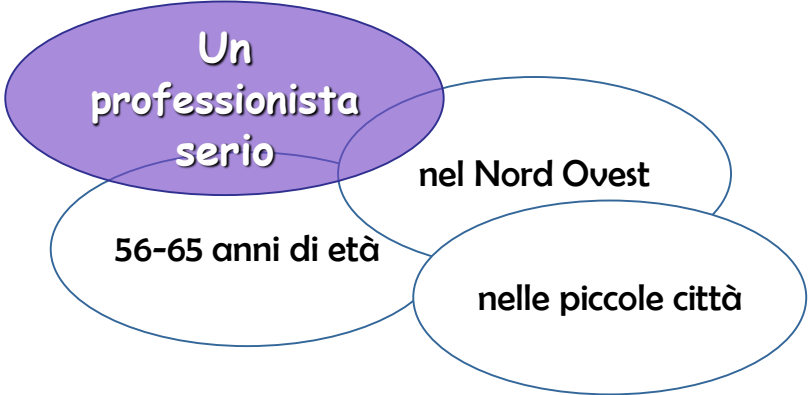 Un
professionista
serio
nel Nord Ovest
56-65 anni di età
nelle piccole città